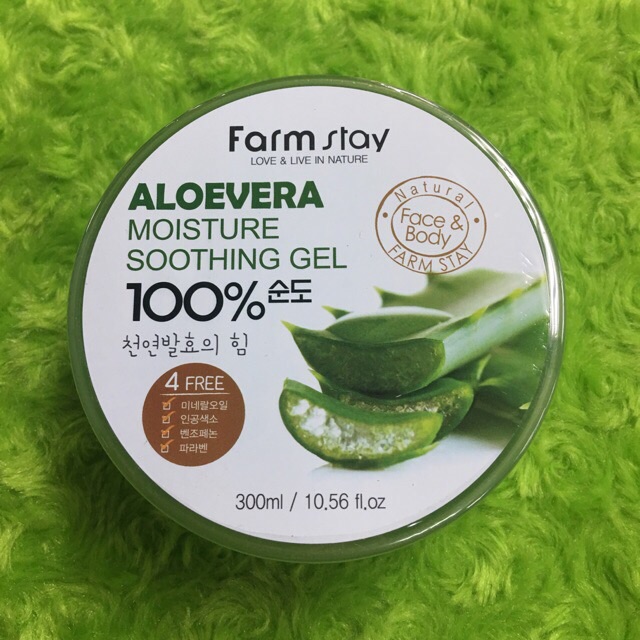 Farm stay
LOVE & LIVE IN NATURE
ALOEVERA
MOISTURE
SOOTHING GEL
100% 순도
천연발효의 힘
Natural
Face &
Body
FARM STAY
4 FREE
미네랄오일
인공색소
벤조페논
파라벤
300ml / 10.56 fl.oz